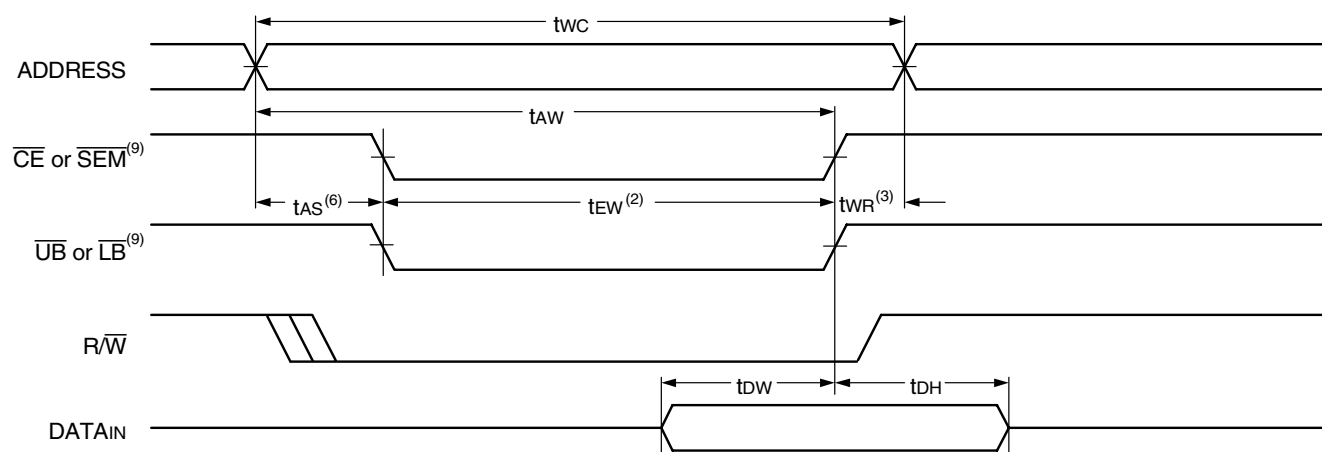 tWC
ADDRESS
tAW
CE or SEM(9)
tAS(6) tEW(2) tWR(3)
UB or LB(9)
R/W
tDW tDH
DATAIN